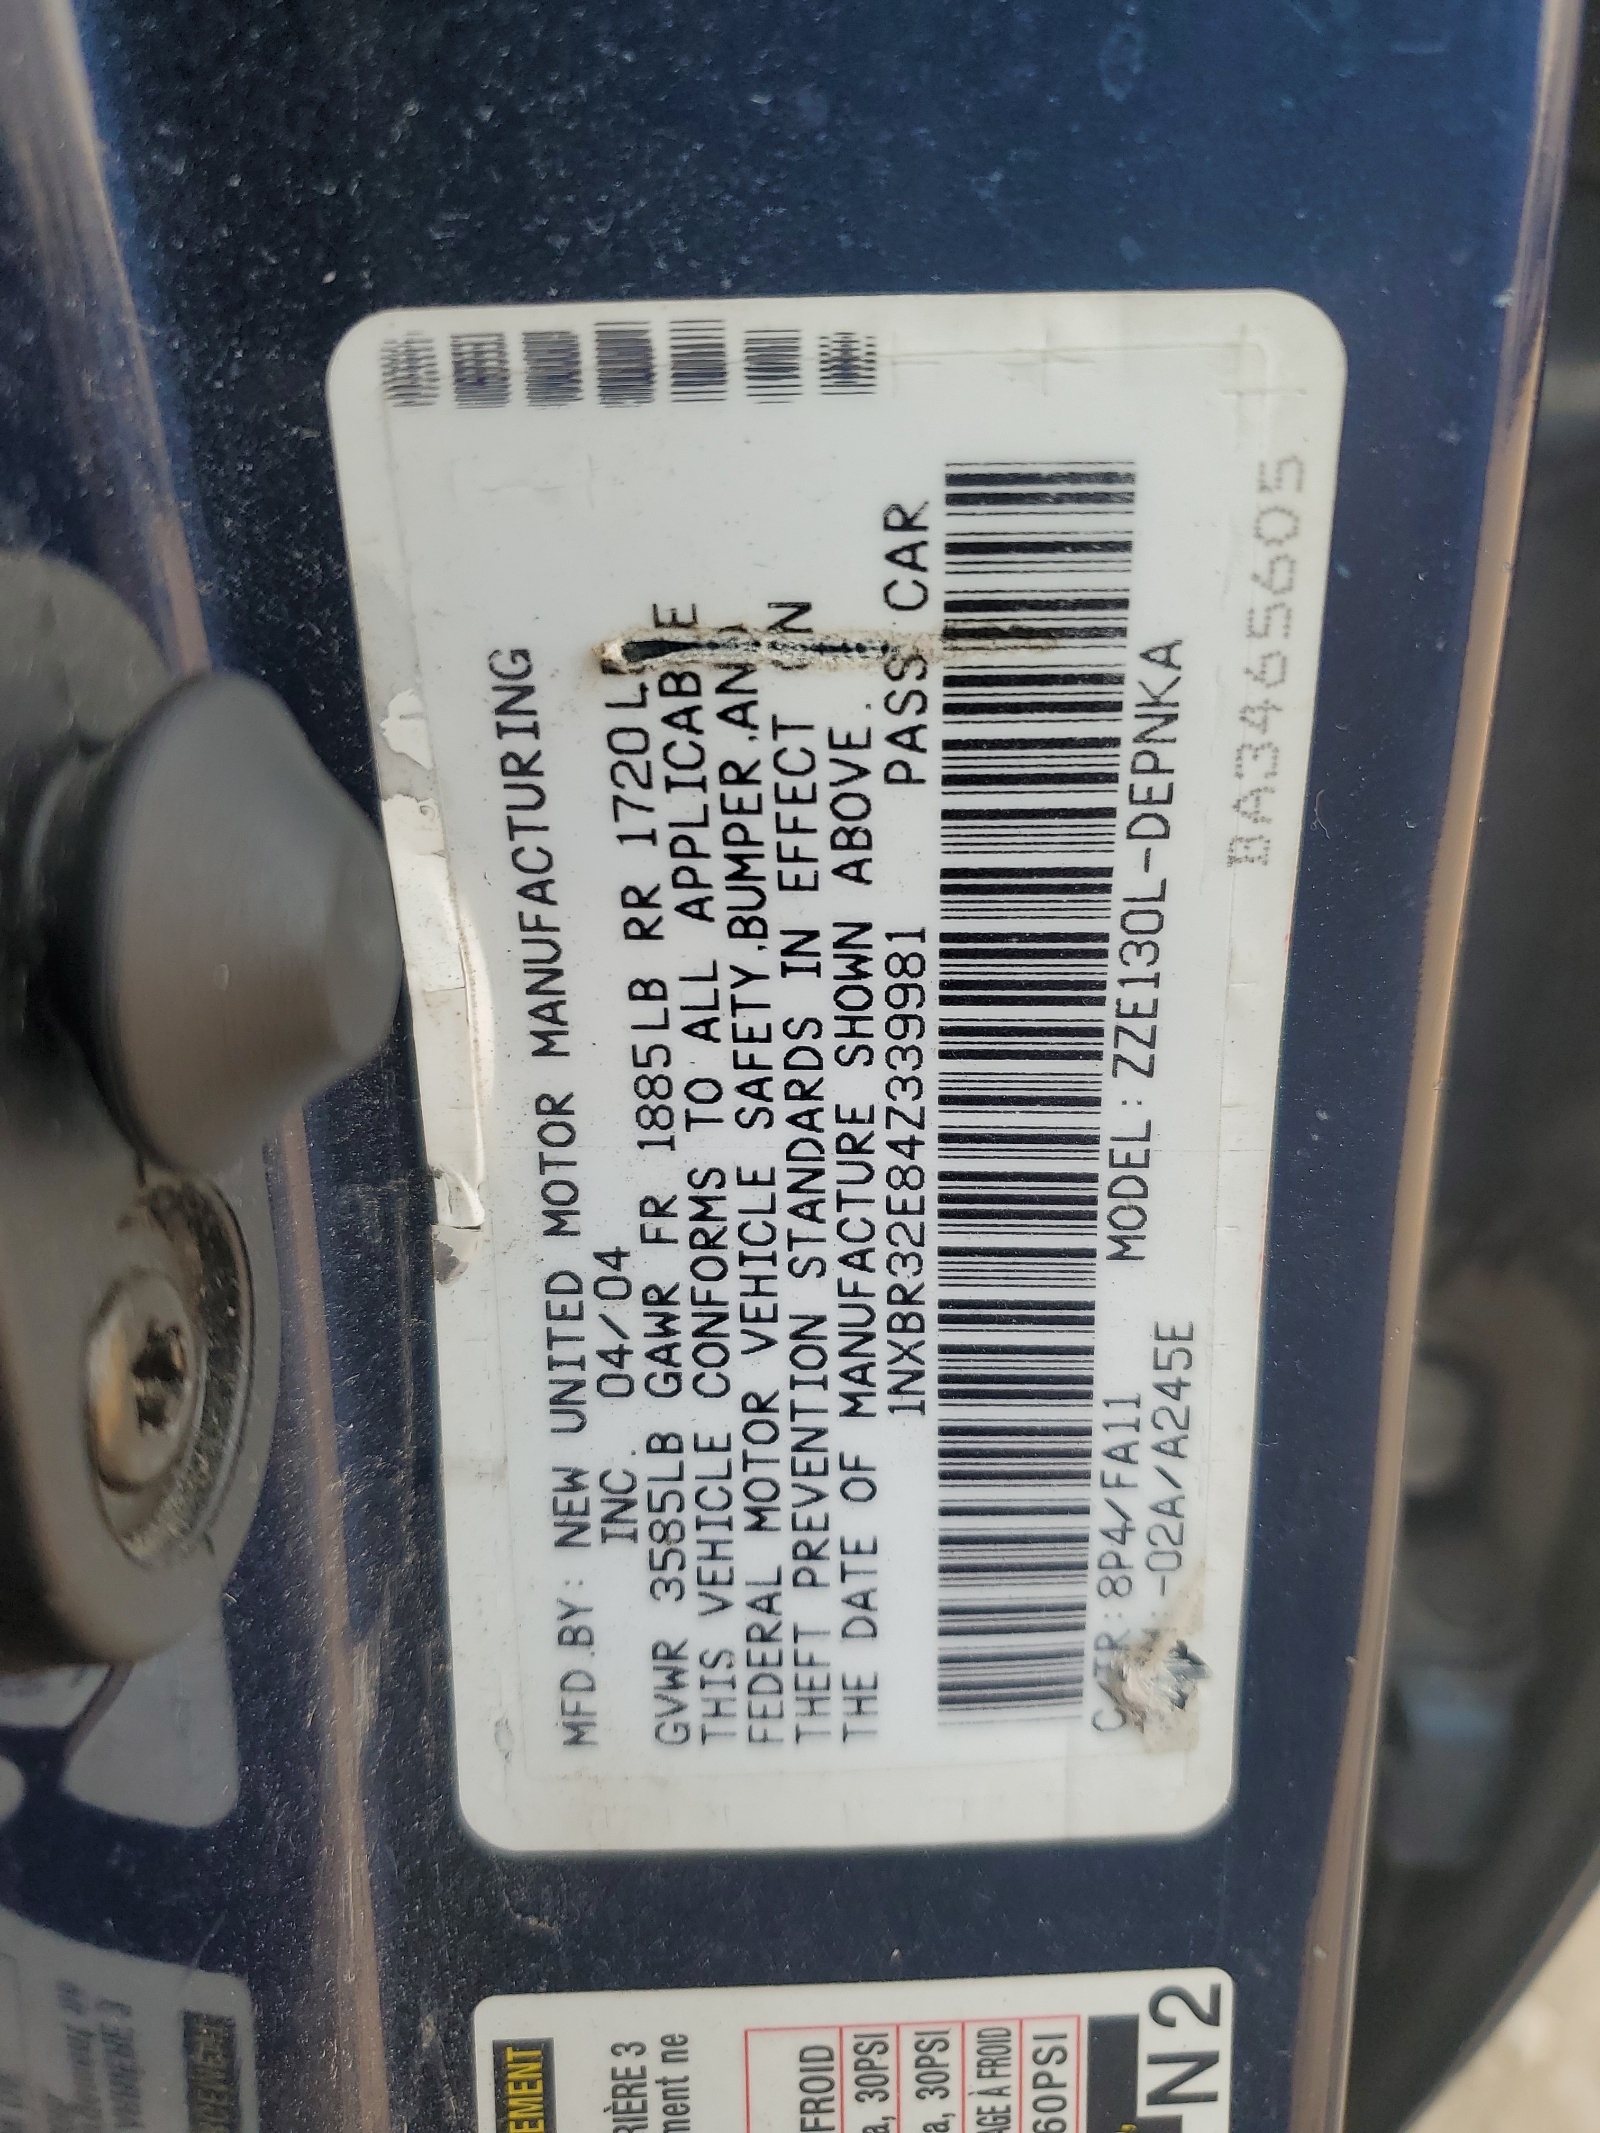 MFD.BY: NEW UNITED MOTOR MANUFACTURING
INC. 04/04
GVWR 3585LB GAWR FR 1885LB RR 1720L
THIS VEHICLE CONFORMS TO ALL APPLICABLE
FEDERAL MOTOR VEHICLE SAFETY,BUMPER,AND
THEFT PREVENTION STANDARDS IN EFFECT ON
THE DATE OF MANUFACTURE SHOWN ABOVE.
1NXBR32E84Z339981 PASS CAR
C/TR:8P4/FA11 MODEL: ZZE130L-DEPNKA
-02A/A245E
BA3465605
EMENT
RIÈRE 3
ment ne
FROID
a, 30PSI
a, 30PSI
AGE À FROID
60PSI
N2